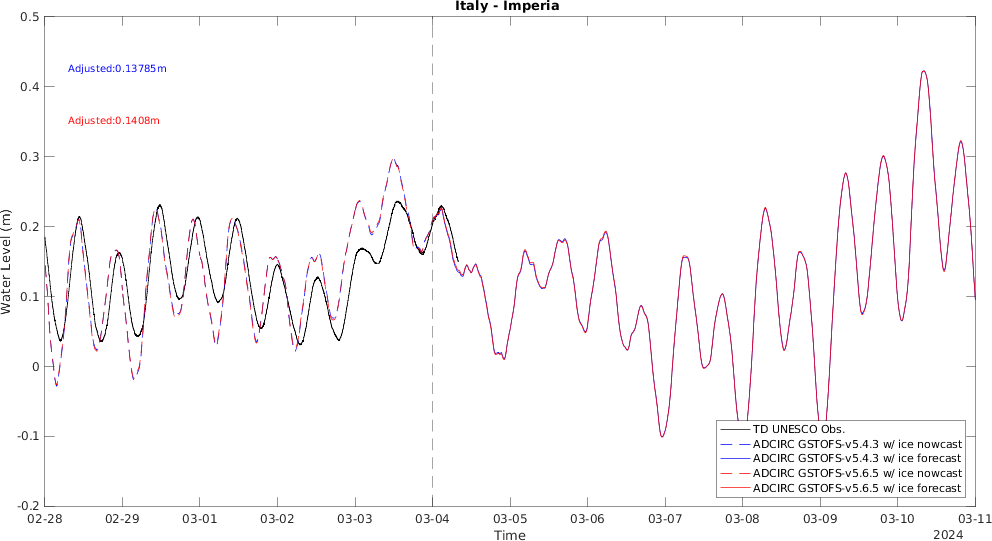 Italy - Imperia
0.5
Adjusted:0.13785m
0.4
Adjusted:0.1408m
0.3
0.2
Water Level (m)
0.1
0
-0.1
-0.2
TD UNESCO Obs.
ADCIRC GSTOFS-v5.4.3 w/ ice nowcast
ADCIRC GSTOFS-v5.4.3 w/ ice forecast
ADCIRC GSTOFS-v5.6.5 w/ ice nowcast
ADCIRC GSTOFS-v5.6.5 w/ ice forecast
02-28 02-29 03-01 03-02 03-03 03-04 03-05 03-06 03-07 03-08 03-09 03-10 03-11
Time
2024